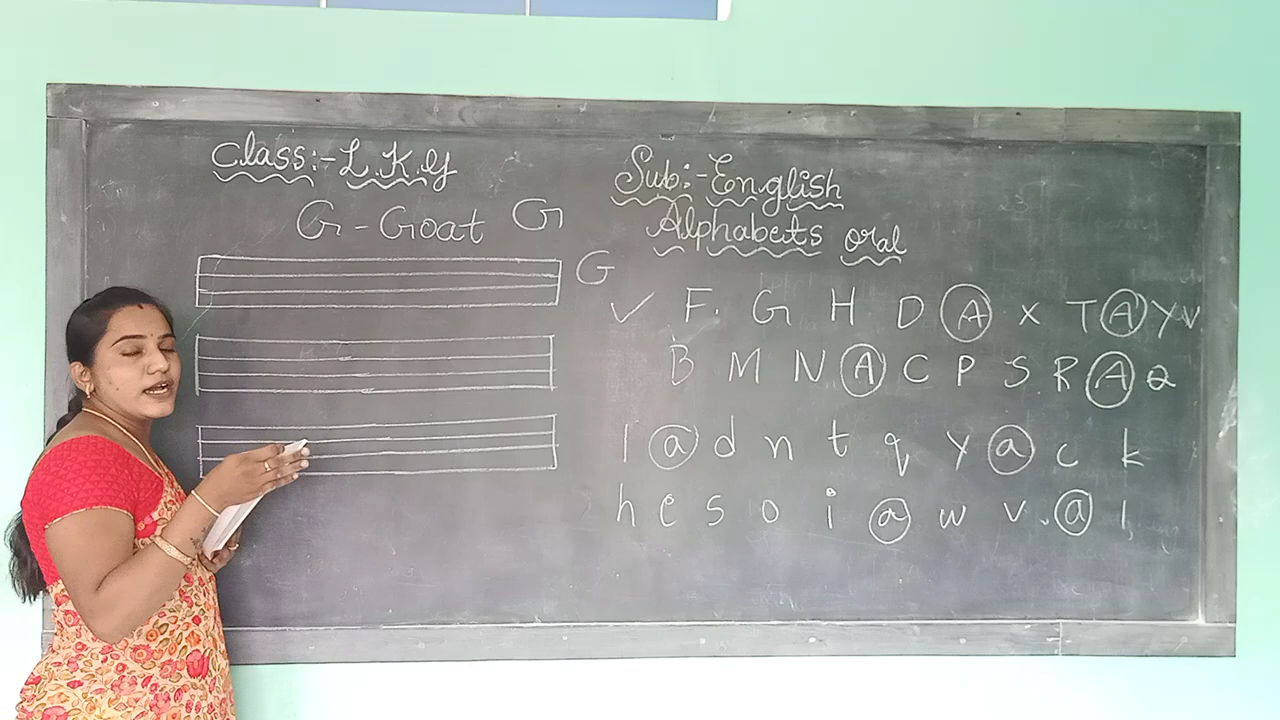 Class:- L.K.G
G - Goat G
G
Sub:- English
Alphabets oral
✓ F. G H D A X T A Y V
B M N A C P S R A Q
l a d n t q y a c k
h e s o i a w v a l